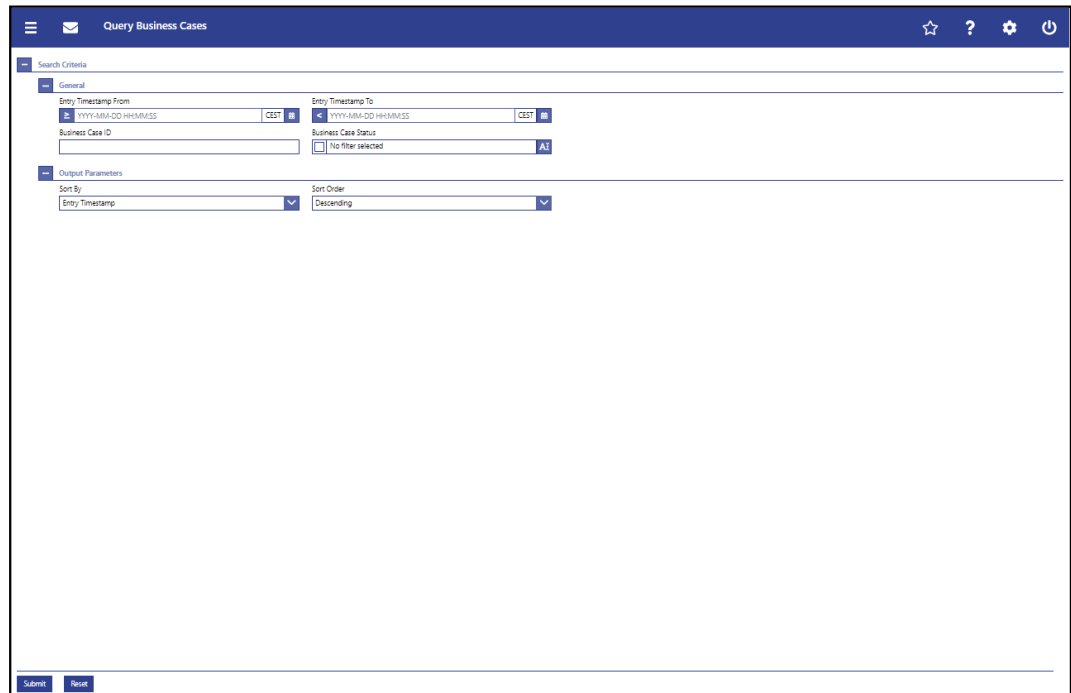 Query Business Cases
?
Search Criteria
General
Entry Timestamp From Entry Timestamp To
≥ YYYY-MM-DD HH:MM:SS CEST < YYYY-MM-DD HH:MM:SS CEST
Business Case ID Business Case Status
No filter selected AI
Output Parameters
Sort By Sort Order
Entry Timestamp Descending
Submit Reset